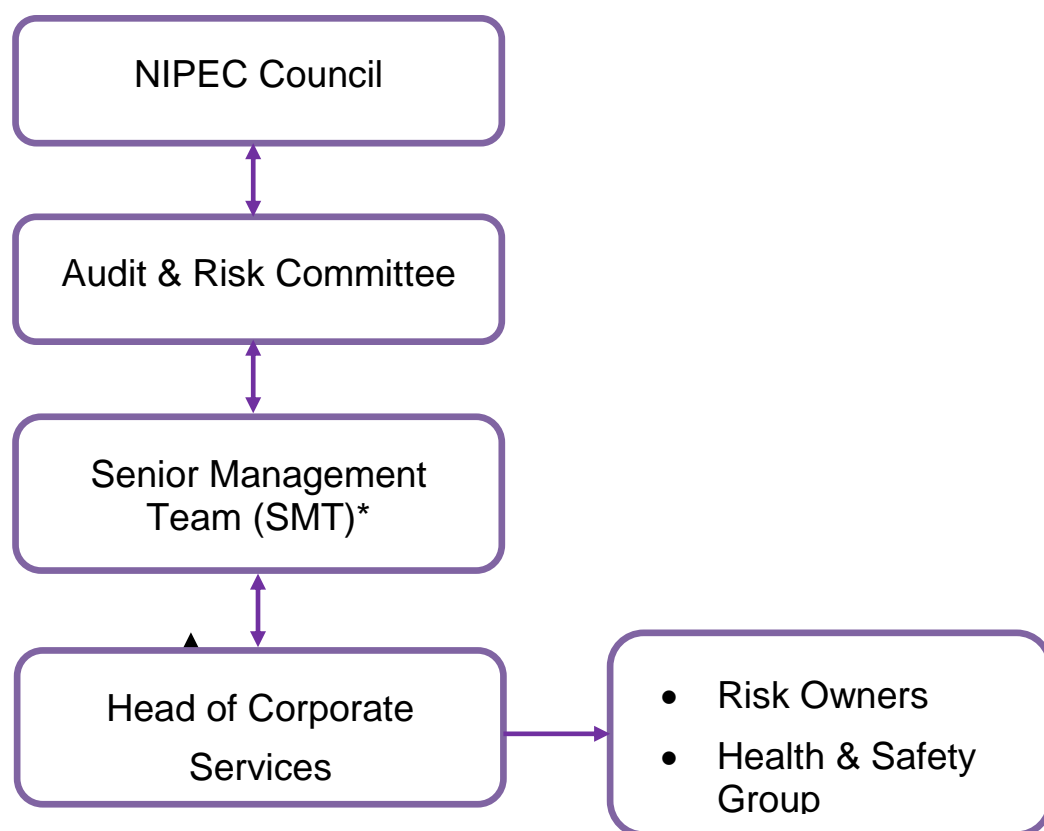 NIPEC Council
Audit & Risk Committee
Senior Management
Team (SMT)*
Head of Corporate
Services
• Risk Owners
• Health & Safety
Group